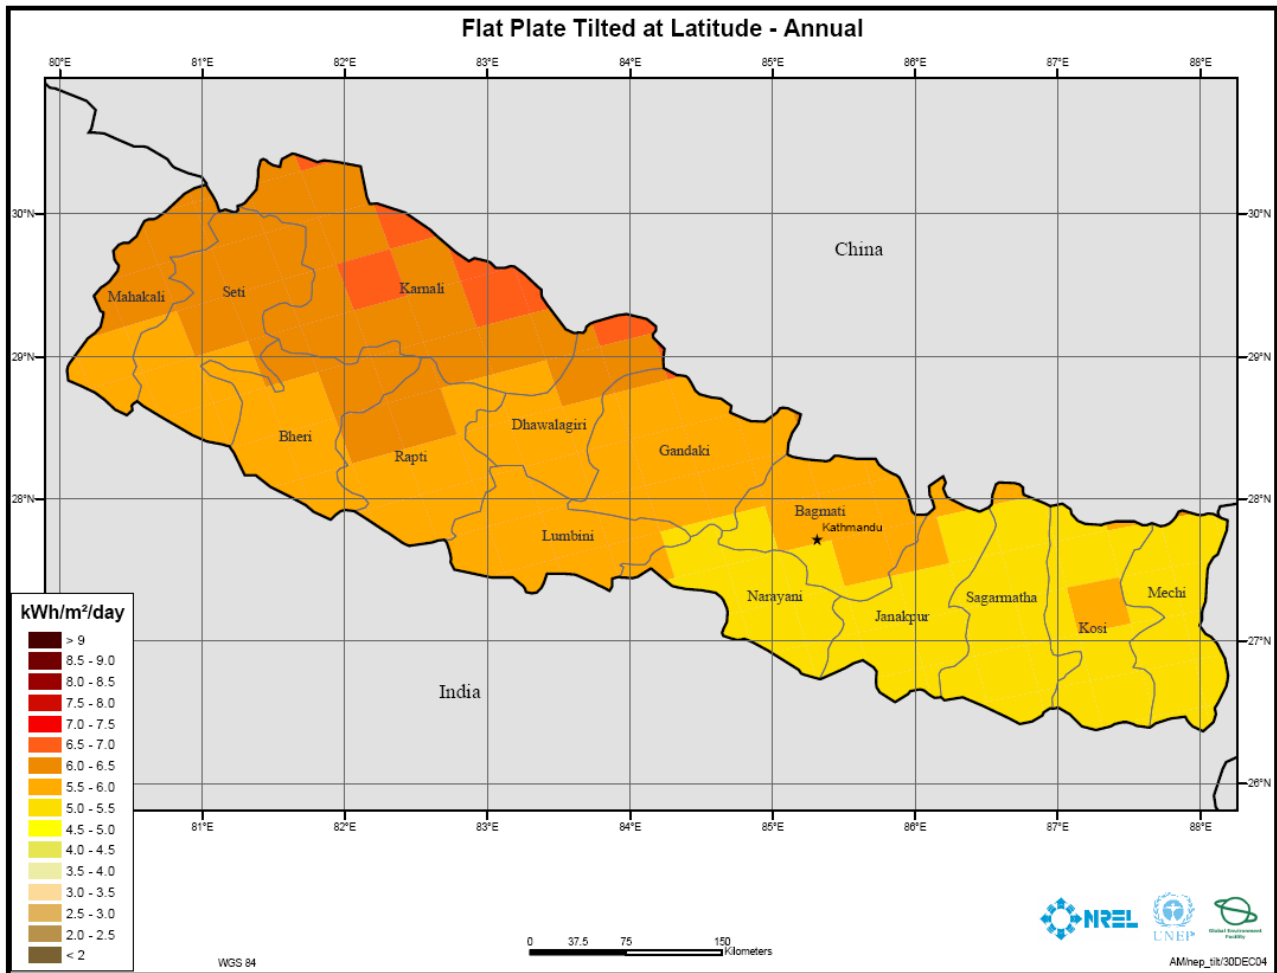 Flat Plate Tilted at Latitude - Annual
80°E 81°E 82°E 83°E 84°E 85°E 86°E 87°E 88°E
30°N 30°N
China
Mahakali Seti Karnali
29°N 29°N
Dhawalagiri
Bheri Rapti Gandaki
28°N 28°N
Bagmati
Kathmandu
Lumbini
Narayani Janakpur Sagarmatha Kosi Mechi
27°N 27°N
India
26°N 26°N
81°E 82°E 83°E 84°E 85°E 86°E 87°E 88°E
kWh/m²/day
> 9
8.5 - 9.0
8.0 - 8.5
7.5 - 8.0
7.0 - 7.5
6.5 - 7.0
6.0 - 6.5
5.5 - 6.0
5.0 - 5.5
4.5 - 5.0
4.0 - 4.5
3.5 - 4.0
3.0 - 3.5
2.5 - 3.0
2.0 - 2.5
< 2
WGS 84
0 37.5 75 150
Kilometers
NREL
UNEP
Global Environment
Facility
AM/nep_tilt/30DEC04